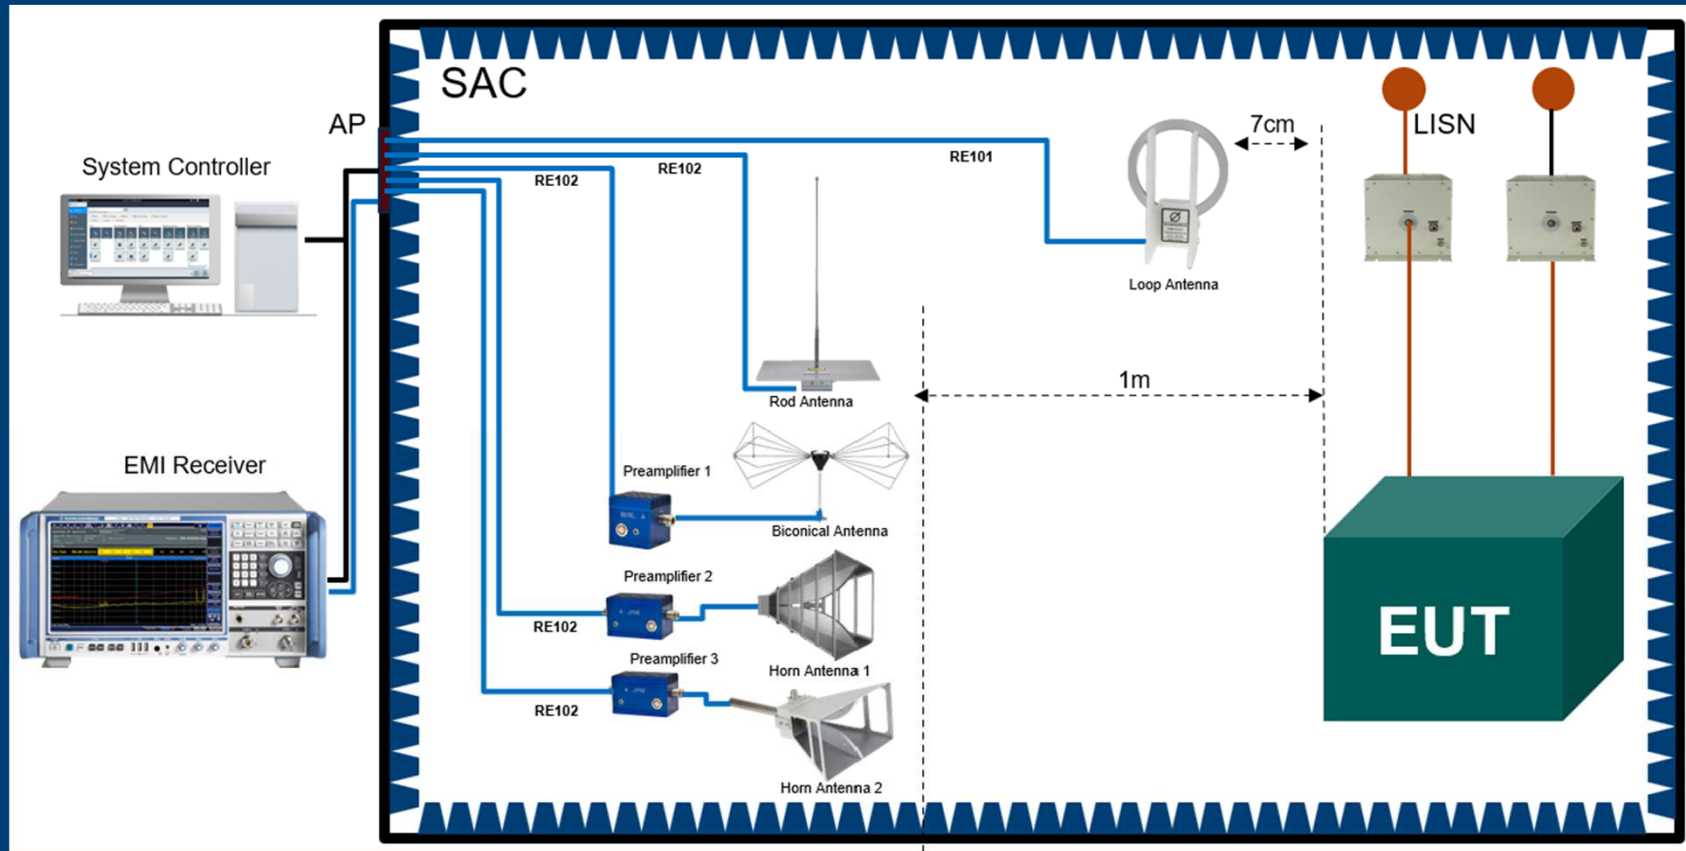 SAC
AP
System Controller
RE102
RE102
RE101
7cm
LISN
Loop Antenna
1m
Rod Antenna
EMI Receiver
Preamplifier 1
Biconical Antenna
Preamplifier 2
RE102
Horn Antenna 1
Preamplifier 3
RE102
Horn Antenna 2
EUT